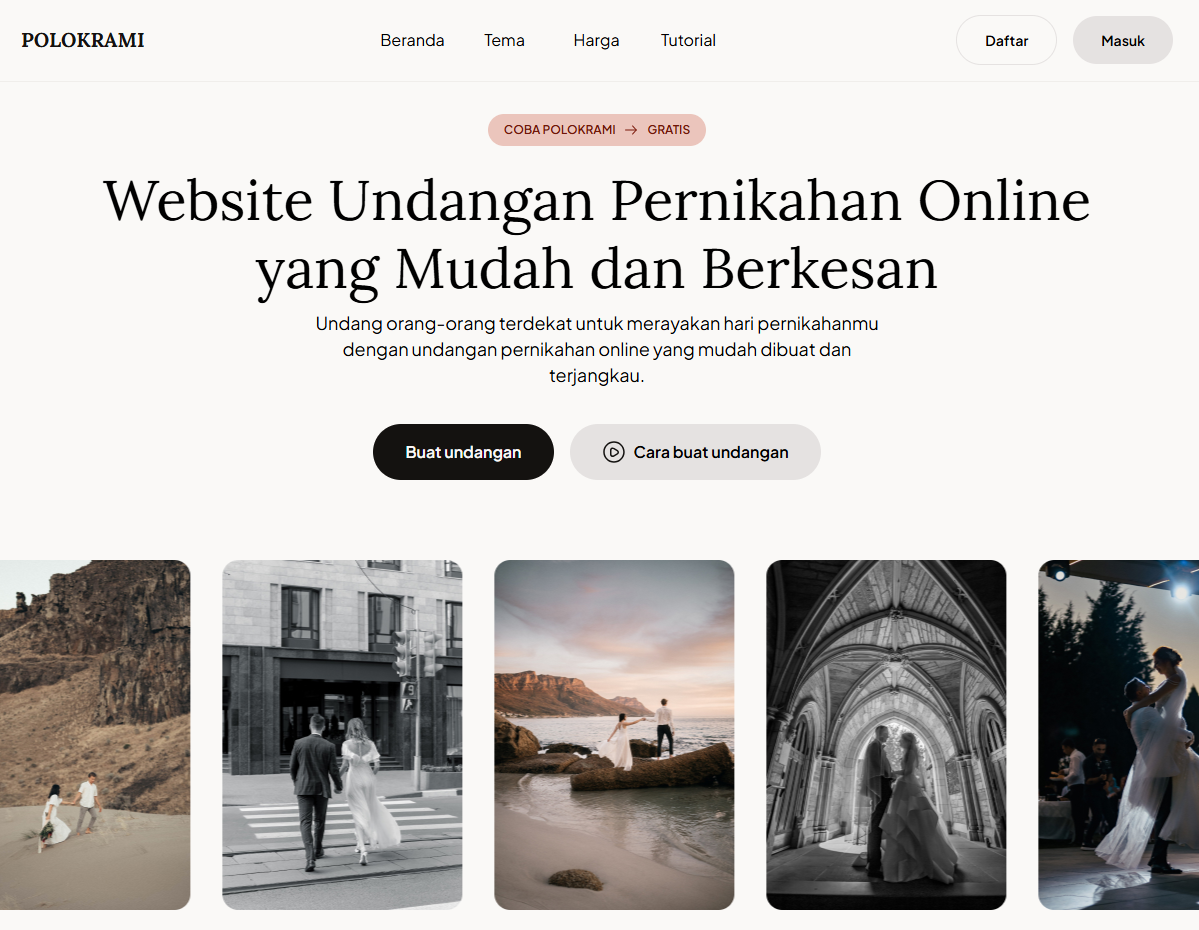 POLOKRAMI
Beranda Tema Harga Tutorial
Daftar Masuk
COBA POLOKRAMI → GRATIS
Website Undangan Pernikahan Online
yang Mudah dan Berkesan
Undang orang-orang terdekat untuk merayakan hari pernikahanmu
dengan undangan pernikahan online yang mudah dibuat dan
terjangkau.
Buat undangan
Cara buat undangan